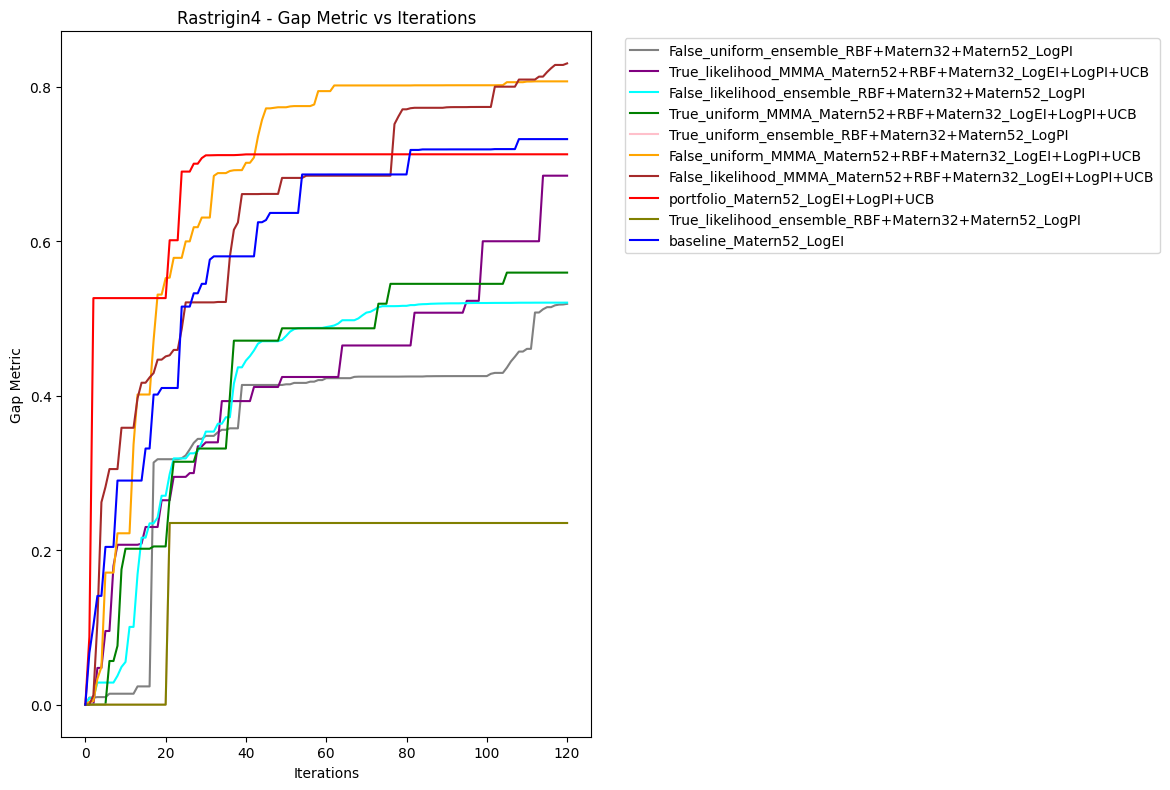 Rastrigin4 - Gap Metric vs Iterations
Gap Metric
0.8
0.6
0.4
0.2
0.0
0 20 40 60 80 100 120
Iterations
False_uniform_ensemble_RBF+Matern32+Matern52_LogPI
True_likelihood_MMMA_Matern52+RBF+Matern32_LogEI+LogPI+UCB
False_likelihood_ensemble_RBF+Matern32+Matern52_LogPI
True_uniform_MMMA_Matern52+RBF+Matern32_LogEI+LogPI+UCB
True_uniform_ensemble_RBF+Matern32+Matern52_LogPI
False_uniform_MMMA_Matern52+RBF+Matern32_LogEI+LogPI+UCB
False_likelihood_MMMA_Matern52+RBF+Matern32_LogEI+LogPI+UCB
portfolio_Matern52_LogEI+LogPI+UCB
True_likelihood_ensemble_RBF+Matern32+Matern52_LogPI
baseline_Matern52_LogEI